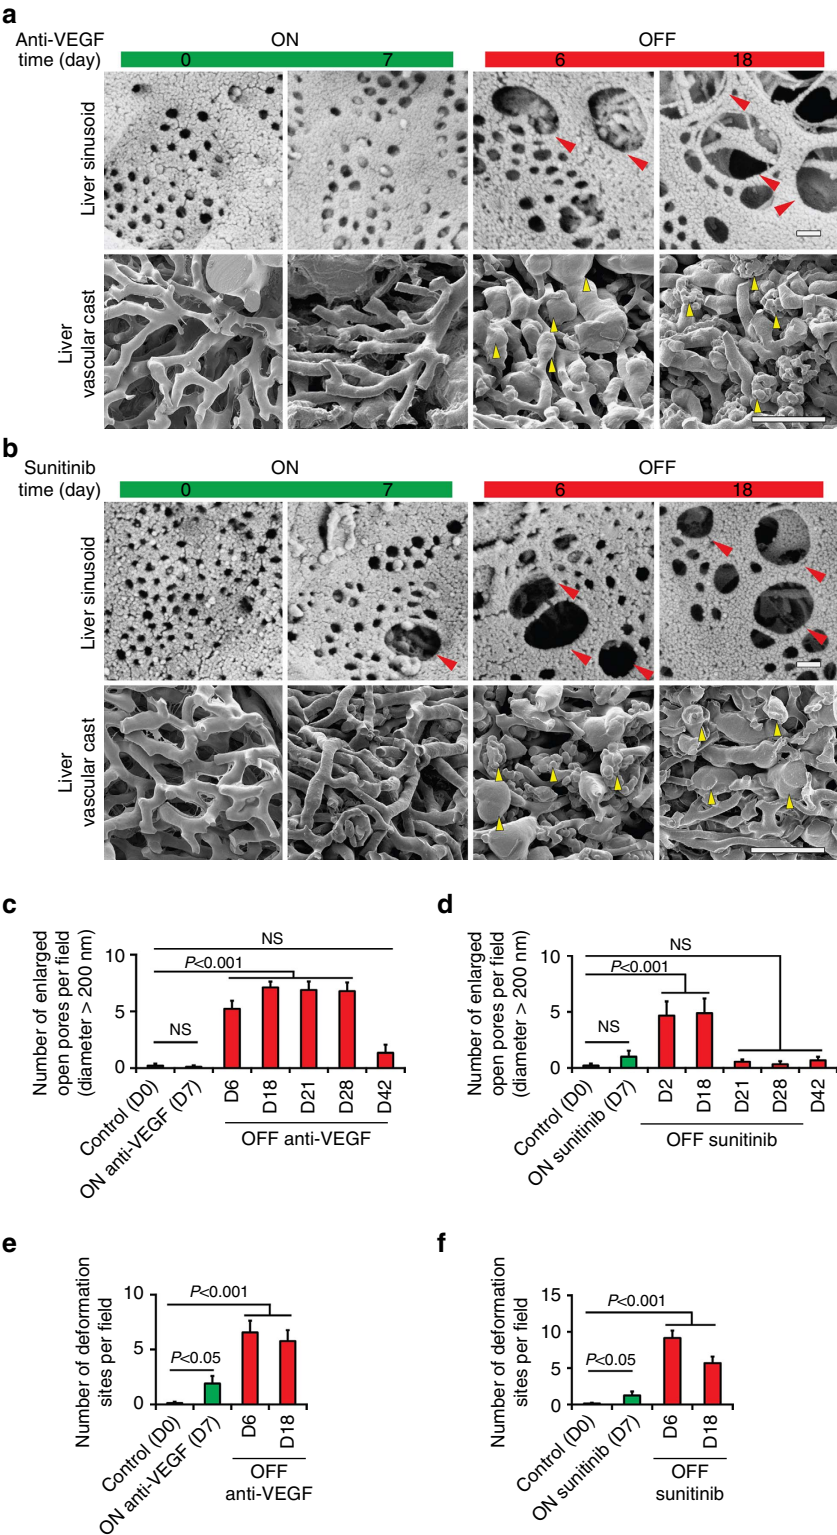 a
Anti-VEGF
time (day)
ON
OFF
0
7
6
18
Liver sinusoid
Liver
vascular cast
b
Sunitinib
time (day)
ON
OFF
0
7
6
18
Liver sinusoid
Liver
vascular cast
c
Number of enlarged
open pores per field
(diameter > 200 nm)
10
5
0
NS
P<0.001
NS
Control (D0)
ON anti-VEGF (D7)
D6
D18
D21
D28
D42
OFF anti-VEGF
d
Number of enlarged
open pores per field
(diameter > 200 nm)
10
5
0
NS
P<0.001
NS
Control (D0)
ON sunitinib (D7)
D2
D18
D21
D28
D42
OFF sunitinib
e
Number of deformation
sites per field
10
5
0
P<0.001
P<0.05
Control (D0)
ON anti-VEGF (D7)
D6
D18
OFF
anti-VEGF
f
Number of deformation
sites per field
15
10
5
0
P<0.001
P<0.05
Control (D0)
ON sunitinib (D7)
D6
D18
OFF
sunitinib